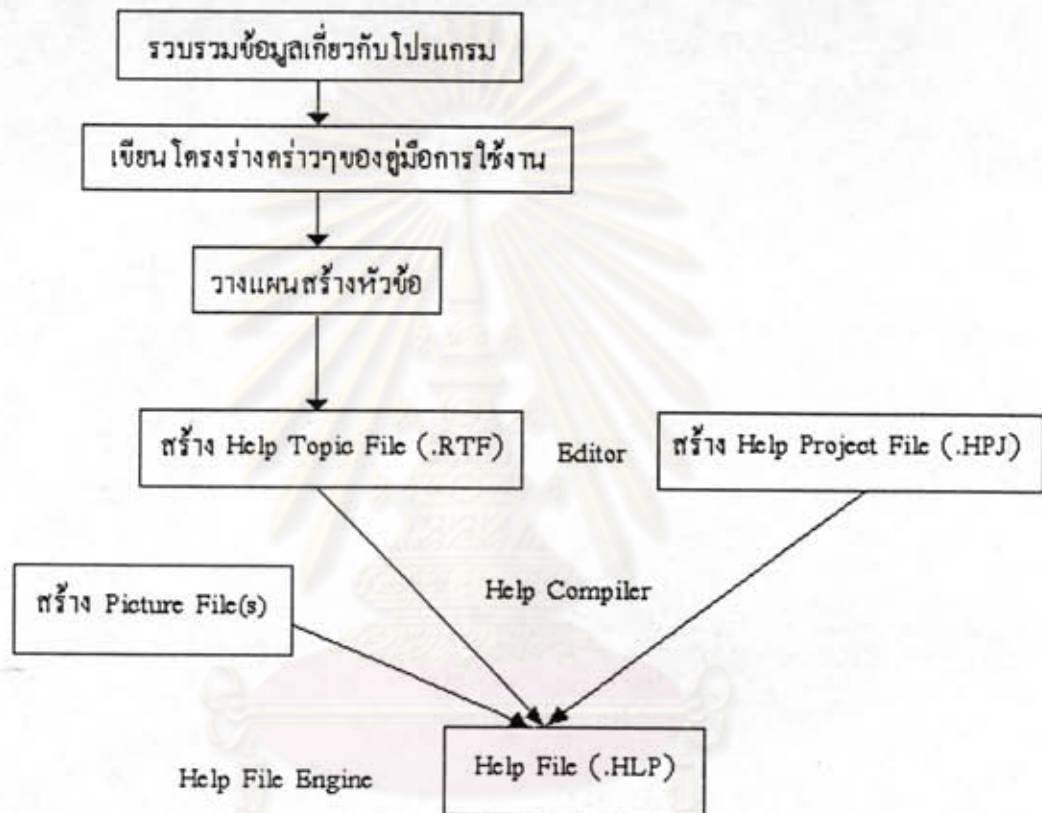 รวบรวมข้อมูลเกี่ยวกับโปรแกรม
เขียนโครงร่างคร่าวๆของคู่มือการใช้งาน
วางแผนสร้างหัวข้อ
สร้าง Help Topic File (.RTF)
Editor
สร้าง Help Project File (.HPJ)
Help Compiler
สร้าง Picture File(s)
Help File (.HLP)
Help File Engine